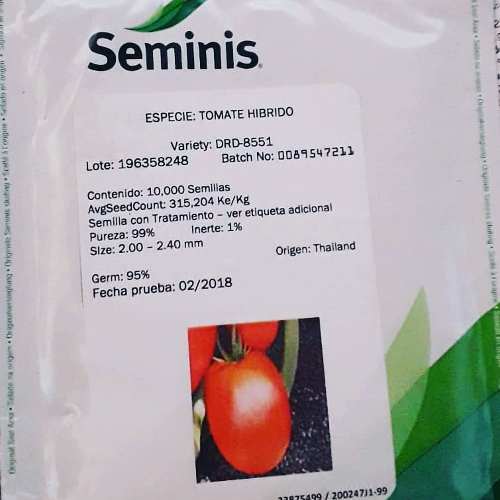 Seminis
ESPECIE: TOMATE HIBRIDO
Variety: DRD-8551
Lote: 196358248 Batch No: 0089547211
Contenido: 10,000 Semillas
AvgSeedCount: 315,204 Ke/Kg
Semilla con Tratamiento – ver etiqueta adicional
Pureza: 99% Inerte: 1%
Size: 2.00 – 2.40 mm
Origen: Thailand
Germ: 95%
Fecha prueba: 02/2018
/ 200247J1-99